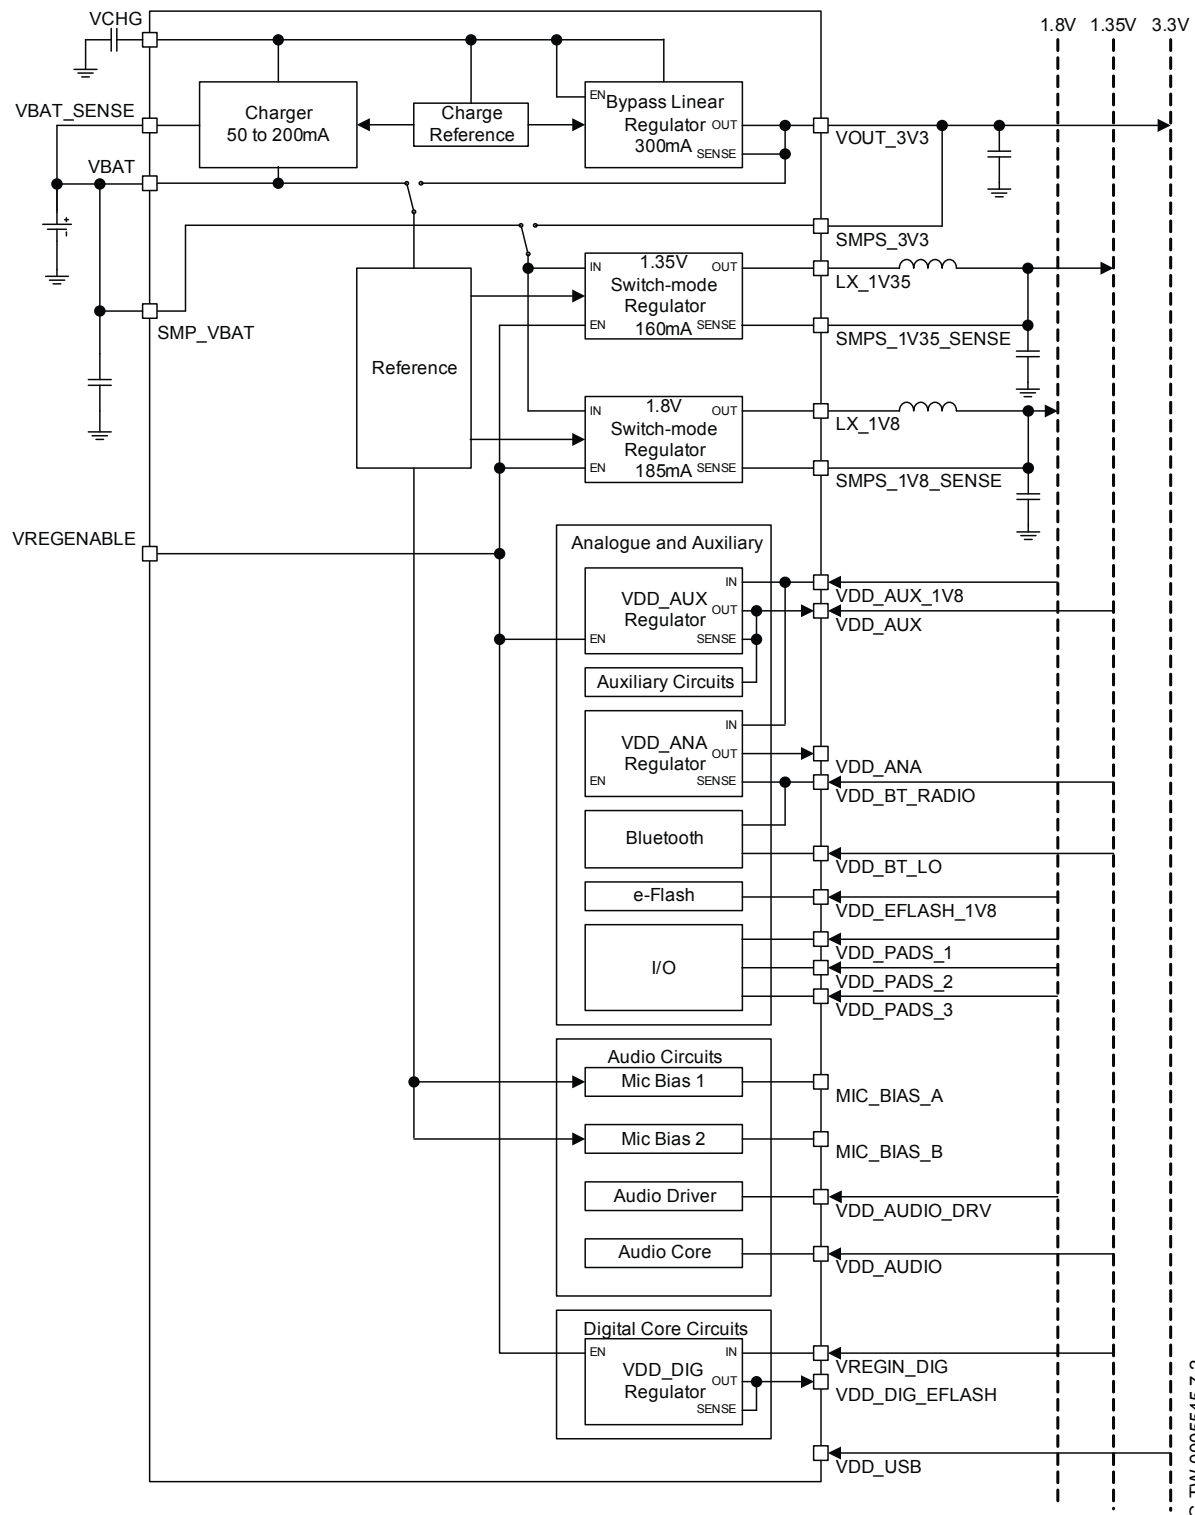 VCHG
1.8V 1.35V 3.3V
VBAT_SENSE
Charger
50 to 200mA
Charge
Reference
EN
Bypass Linear
Regulator
300mA
OUT
SENSE
VOUT_3V3
VBAT
+
-
SMPS_3V3
IN
1.35V
Switch-mode
Regulator
160mA
OUT
EN
SENSE
LX_1V35
SMPS_1V35_SENSE
SMP_VBAT
Reference
IN
1.8V
Switch-mode
Regulator
185mA
OUT
EN
SENSE
LX_1V8
SMPS_1V8_SENSE
VREGENABLE
Analogue and Auxiliary
IN
VDD_AUX
Regulator
OUT
EN
SENSE
VDD_AUX_1V8
VDD_AUX
Auxiliary Circuits
IN
VDD_ANA
Regulator
OUT
EN
SENSE
VDD_ANA
VDD_BT_RADIO
Bluetooth
VDD_BT_LO
e-Flash
VDD_EFLASH_1V8
I/O
VDD_PADS_1
VDD_PADS_2
VDD_PADS_3
Audio Circuits
Mic Bias 1
MIC_BIAS_A
Mic Bias 2
MIC_BIAS_B
Audio Driver
VDD_AUDIO_DRV
Audio Core
VDD_AUDIO
Digital Core Circuits
EN
IN
VDD_DIG
Regulator
OUT
SENSE
VREGIN_DIG
VDD_DIG_EFLASH
VDD_USB